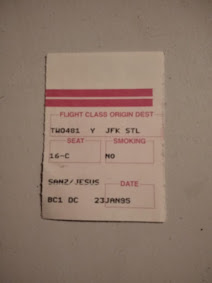 FLIGHT CLASS ORIGIN DEST
TW0481 Y JFK STL
SEAT SMOKING
16-C NO
SANZ/JESUS DATE
BC1 DC 23JAN95